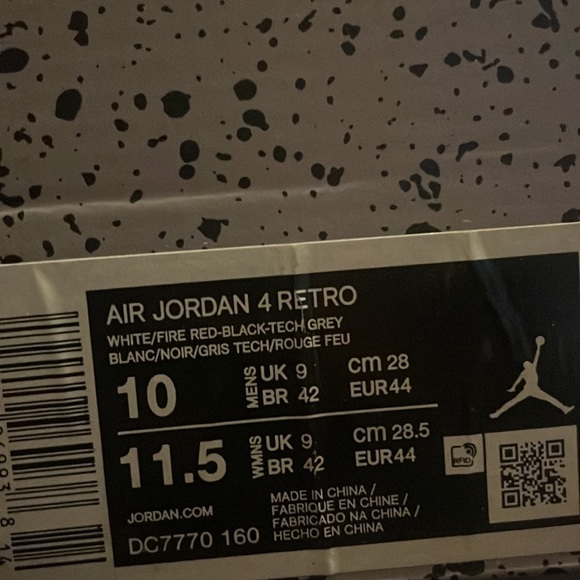 AIR JORDAN 4 RETRO
WHITE/FIRE RED-BLACK-TECH GREY
BLANC/NOIR/GRIS TECH/ROUGE FEU
10 MENS UK 9 cm 28
BR 42 EUR44
11.5 WMNS UK 9 cm 28.5
BR 42 EUR44
RFID
JORDAN.COM
DC7770 160
MADE IN CHINA /
FABRIQUE EN CHINE /
FABRICADO NA CHINA /
HECHO EN CHINA